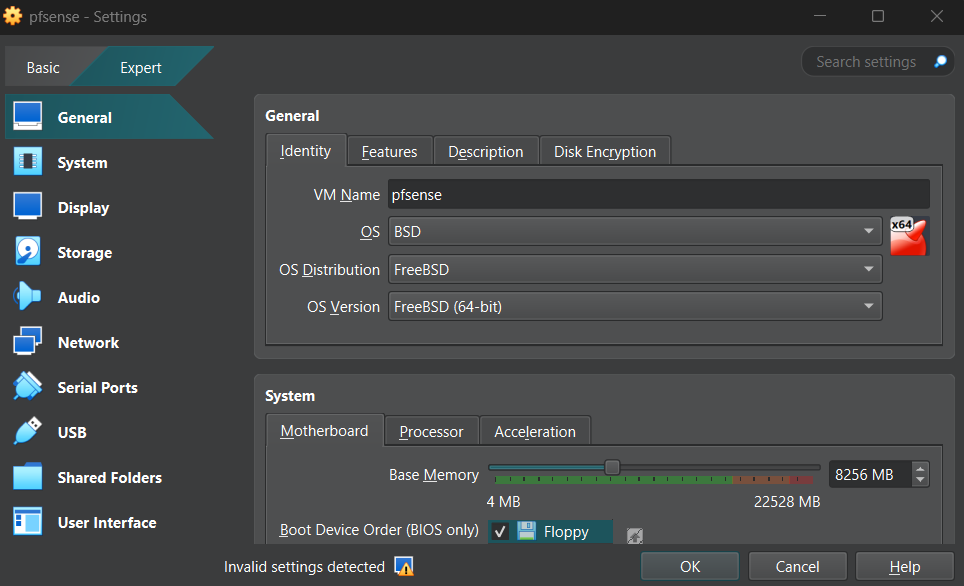 pfsense - Settings
Basic
Expert
Search settings
General
System
Display
Storage
Audio
Network
Serial Ports
USB
Shared Folders
User Interface
General
Identity
Features
Description
Disk Encryption
VM Name
pfsense
OS
BSD
x64
OS Distribution
FreeBSD
OS Version
FreeBSD (64-bit)
System
Motherboard
Processor
Acceleration
Base Memory
8256 MB
4 MB
22528 MB
Boot Device Order (BIOS only)
Floppy
Invalid settings detected
OK
Cancel
Help